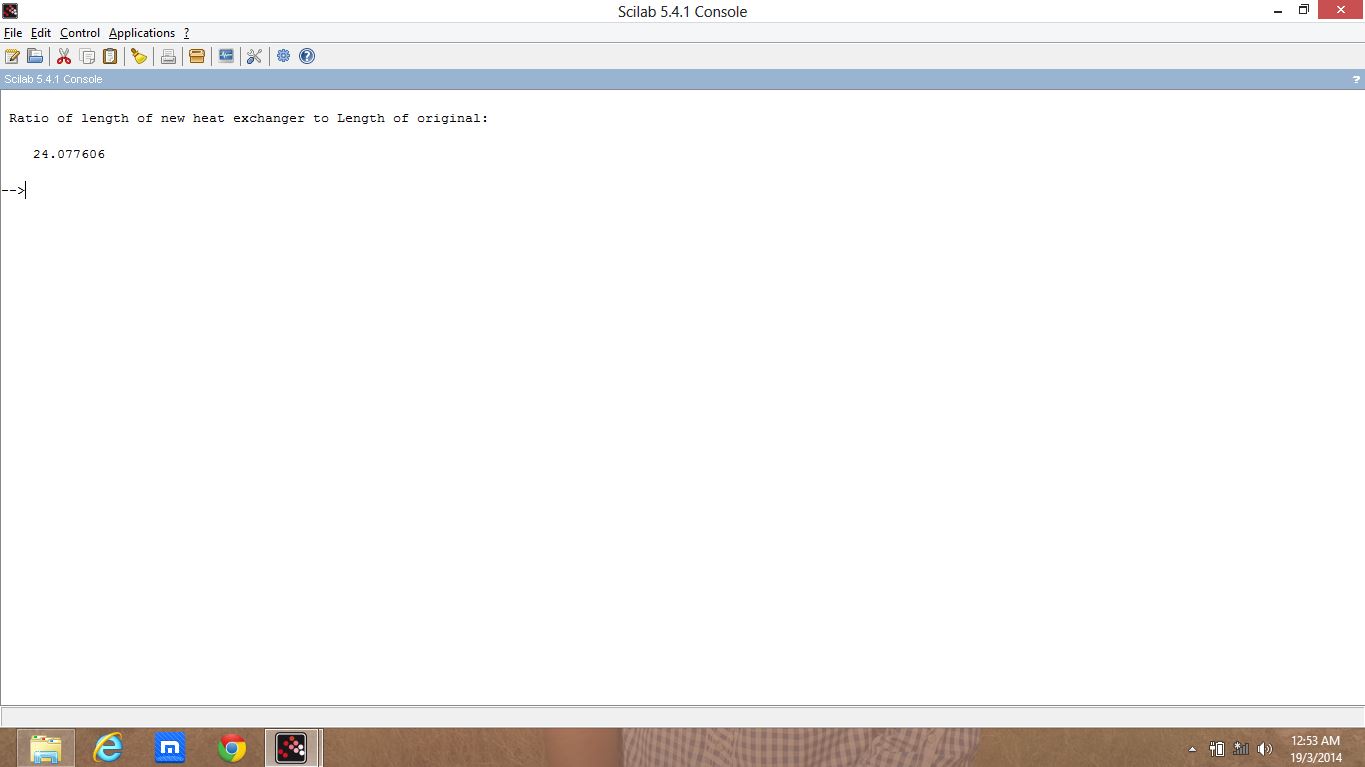 Scilab 5.4.1 Console
File Edit Control Applications ?
Scilab 5.4.1 Console ?
Ratio of length of new heat exchanger to Length of original:
24.077606
-->
12:53 AM
19/3/2014